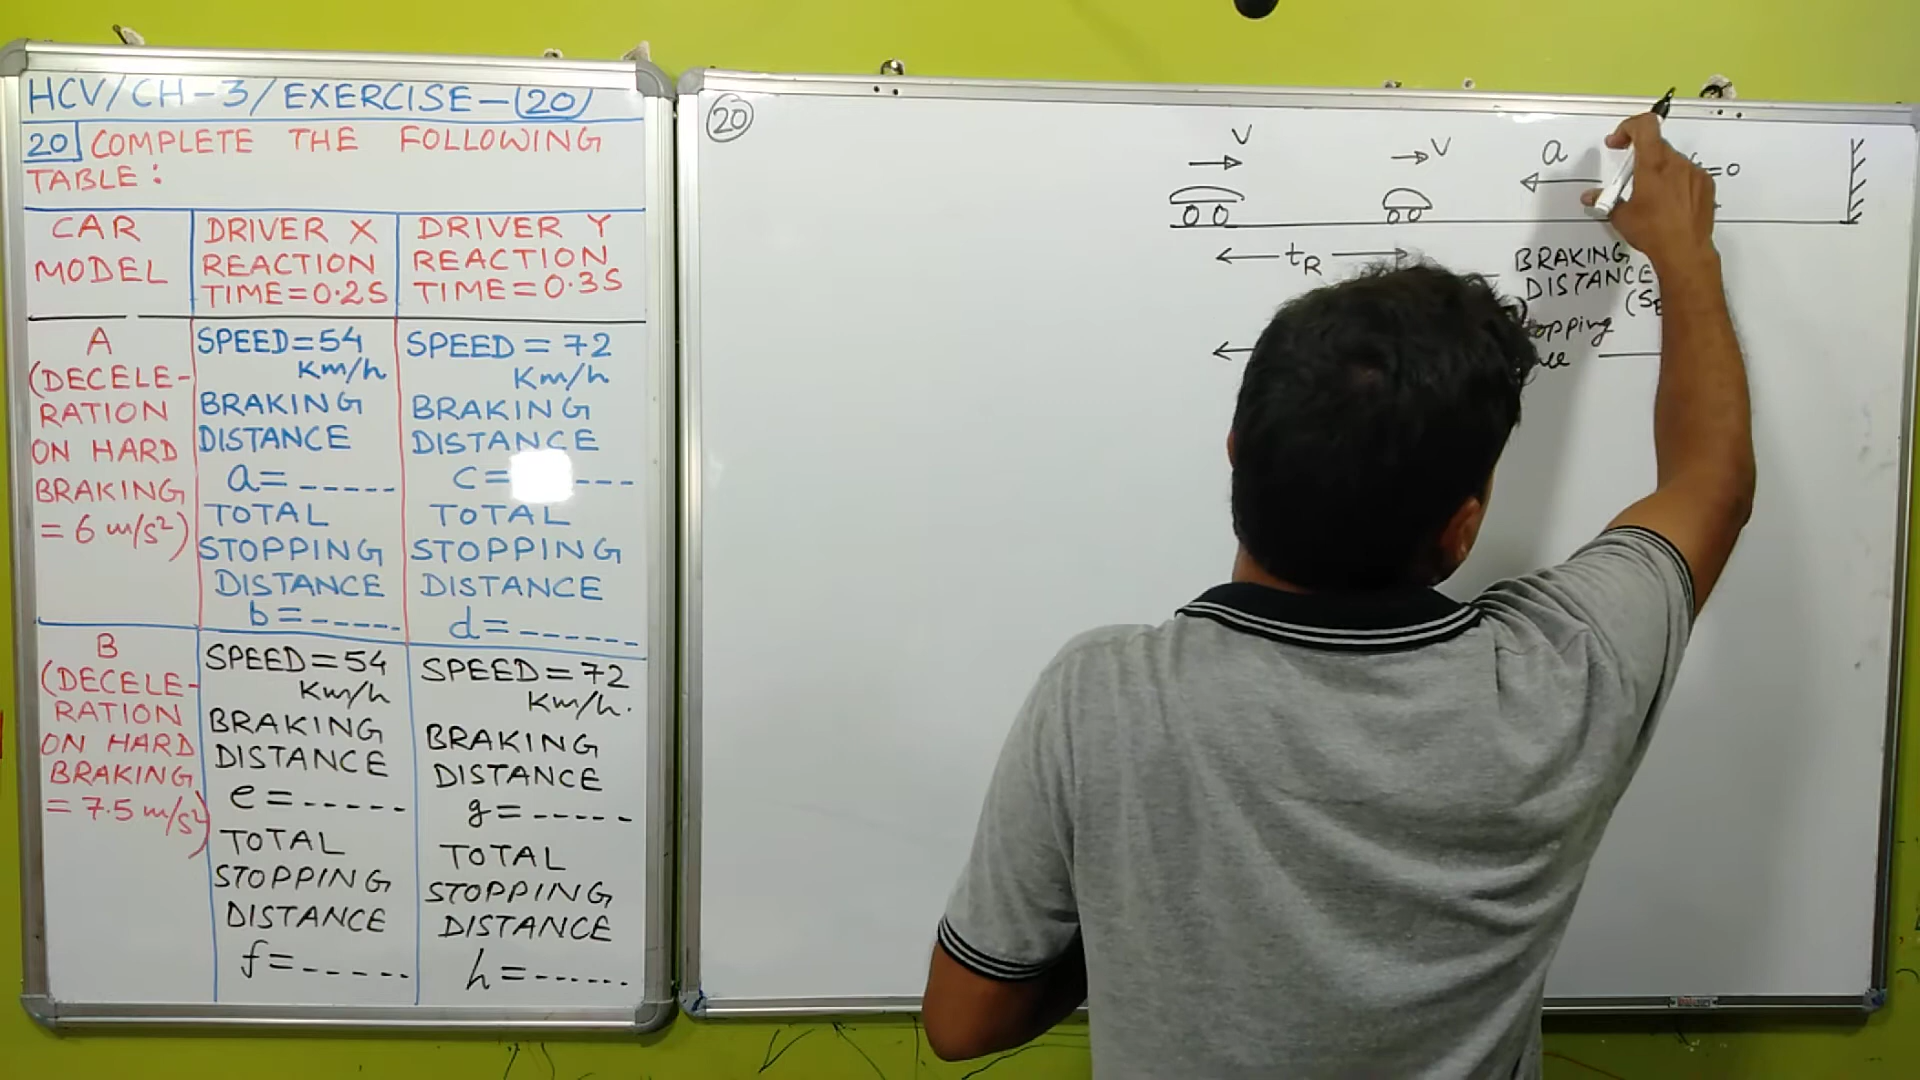 HCV/CH-3/EXERCISE-(20)
20 COMPLETE THE FOLLOWING
TABLE:
CAR
MODEL
DRIVER X
REACTION
TIME=0.2S
DRIVER Y
REACTION
TIME=0.3S
A
(DECELE-
RATION
ON HARD
BRAKING
= 6 m/s²)
SPEED=54
Km/h
BRAKING
DISTANCE
a=-----
TOTAL
STOPPING
DISTANCE
b=-----
SPEED=72
Km/h
BRAKING
DISTANCE
c= ---
TOTAL
STOPPING
DISTANCE
d=------
B
(DECELE-
RATION
ON HARD
BRAKING
= 7.5 m/s²)
SPEED=54
Km/h
BRAKING
DISTANCE
e=-----
TOTAL
STOPPING
DISTANCE
f=-----
SPEED=72
Km/h.
BRAKING
DISTANCE
g=-----
TOTAL
STOPPING
DISTANCE
h=------
20
V
V
a
=0
tR
BRAKING
DISTANCE